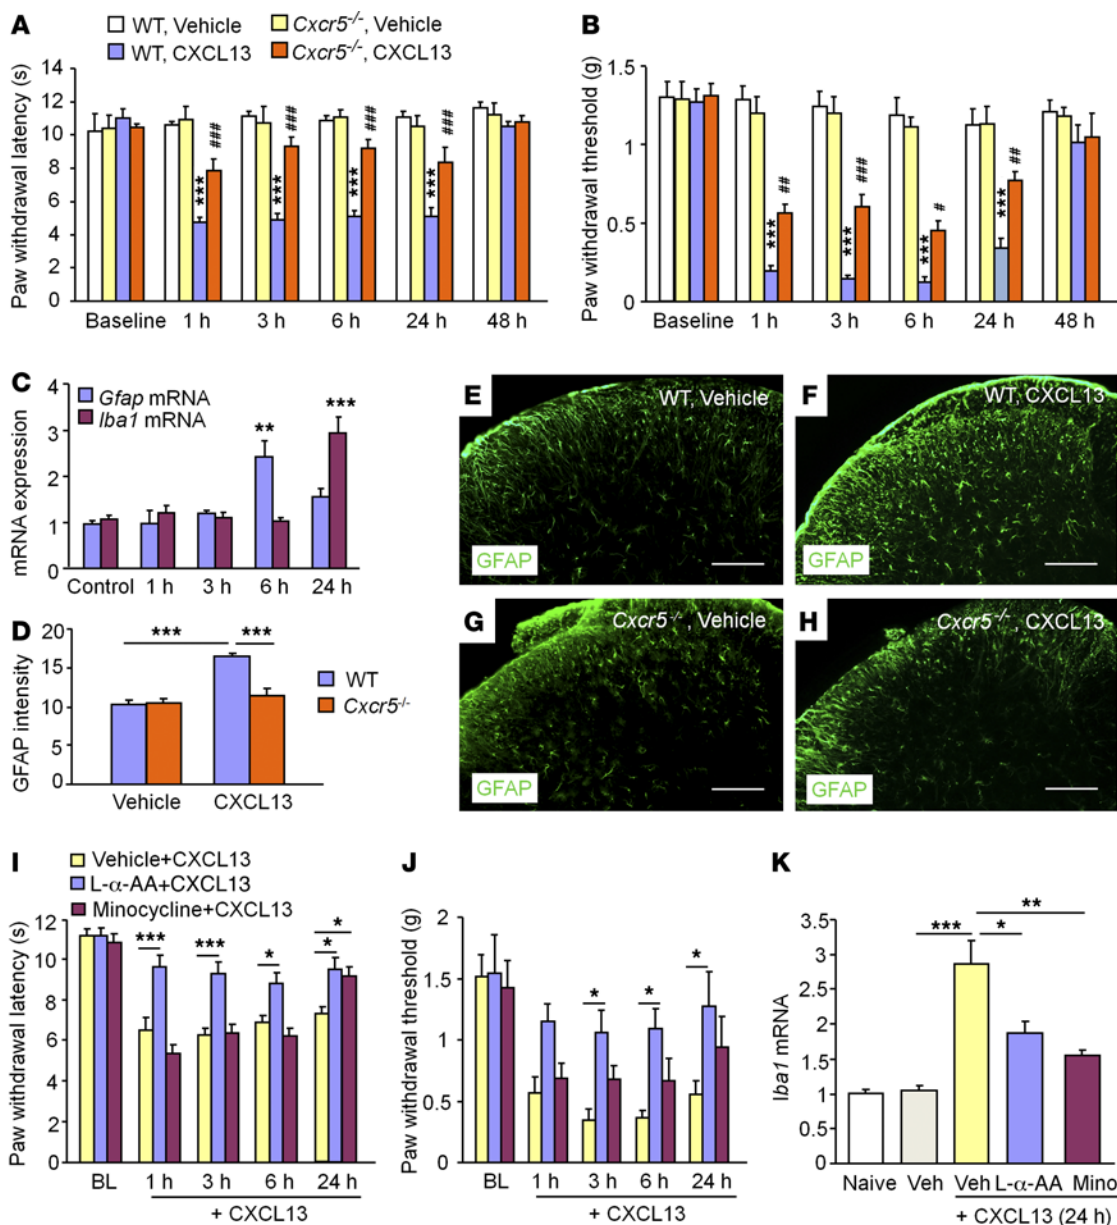 A
WT, Vehicle
Cxcr5-/-, Vehicle
WT, CXCL13
Cxcr5-/-, CXCL13
Paw withdrawal latency (s)
14
12
10
8
6
4
2
0
***
###
***
###
***
###
***
###
Baseline 1 h 3 h 6 h 24 h 48 h
B
Paw withdrawal threshold (g)
1.5
1
0.5
0
***
##
***
###
***
#
***
##
Baseline 1 h 3 h 6 h 24 h 48 h
C
Gfap mRNA
Iba1 mRNA
mRNA expression
4
3
2
1
0
**
***
Control 1 h 3 h 6 h 24 h
D
GFAP intensity
20
15
10
5
0
***
***
WT
Cxcr5-/-
Vehicle CXCL13
E
WT, Vehicle
GFAP
F
WT, CXCL13
GFAP
G
Cxcr5-/-, Vehicle
GFAP
H
Cxcr5-/-, CXCL13
GFAP
I
Vehicle+CXCL13
L-α-AA+CXCL13
Minocycline+CXCL13
Paw withdrawal latency (s)
12
10
8
6
4
2
0
***
***
*
*
*
BL 1 h 3 h 6 h 24 h
+ CXCL13
J
Paw withdrawal threshold (g)
2
1.5
1
0.5
0
*
*
*
BL 1 h 3 h 6 h 24 h
+ CXCL13
K
Iba1 mRNA
3.5
3
2.5
2
1.5
1
0.5
0
**
***
*
Naive Veh Veh L-α-AA Mino
+ CXCL13 (24 h)